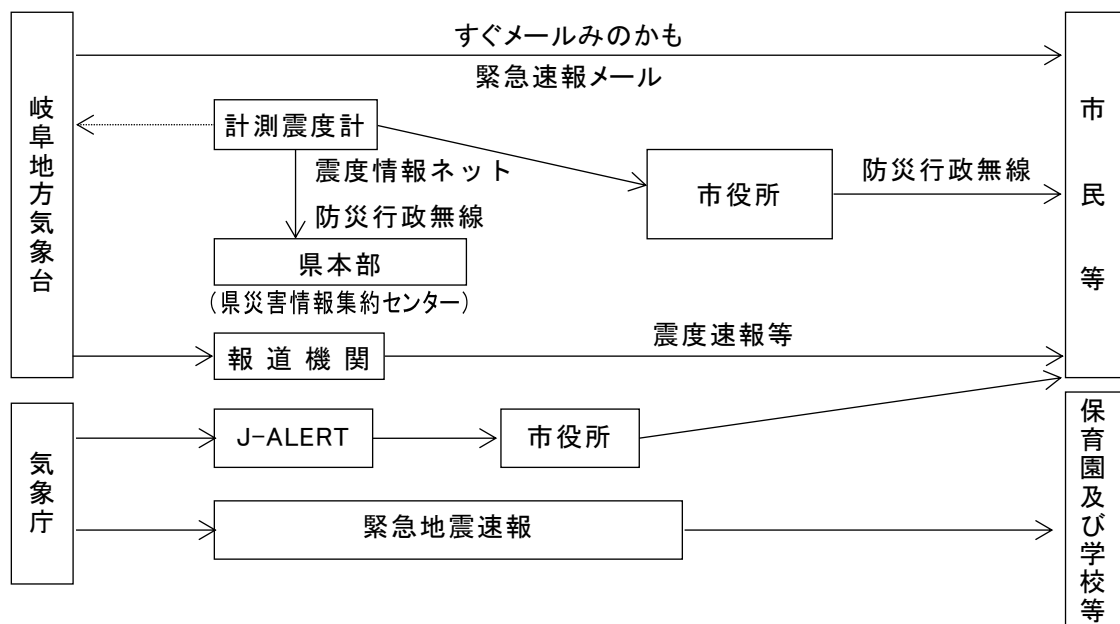 すぐメールみのかも
緊急速報メール
岐阜地方気象台
計測震度計
震度情報ネット
防災行政無線
市役所
防災行政無線
市民等
県本部
（県災害情報集約センター）
報道機関
震度速報等
気象庁
J-ALERT
市役所
緊急地震速報
保育園及び学校等